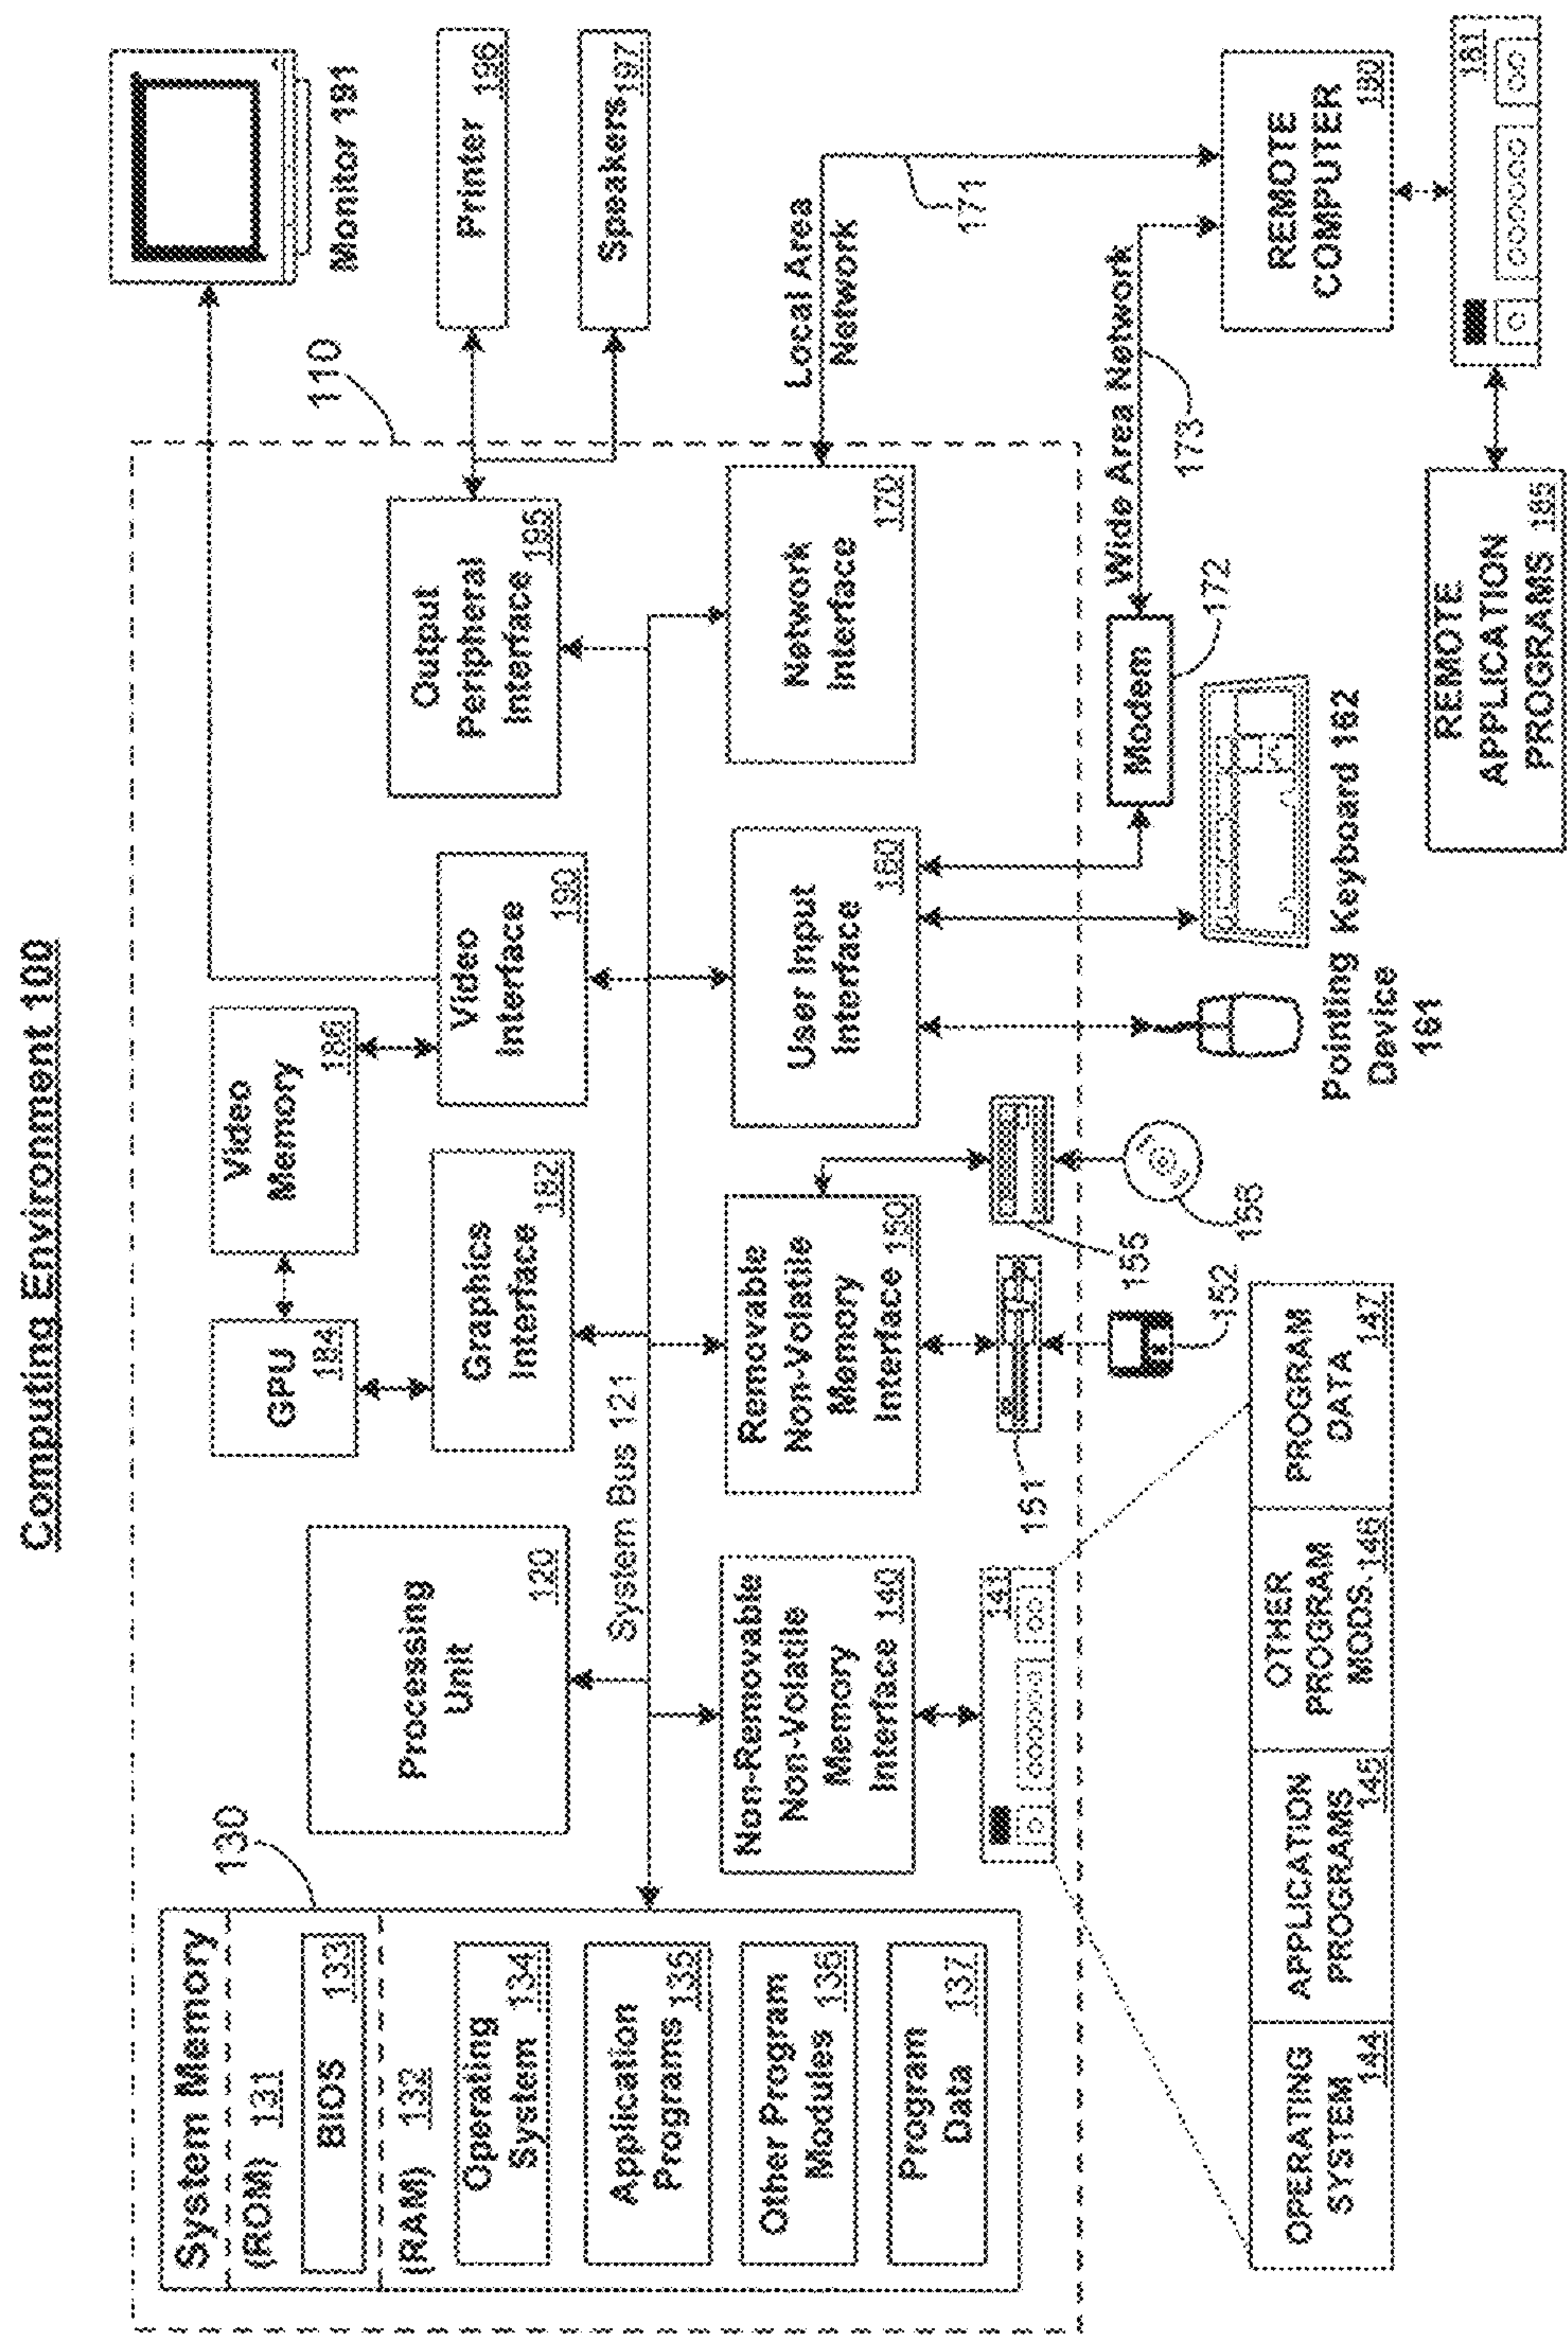 Computing Environment 100
130
110
System Memory
(ROM) 131
BIOS 133
(RAM) 132
Operating
System 134
Application
Programs 135
Other Program
Modules 136
Program
Data 137
Processing
Unit
120
GPU
184
Video
Memory
186
Graphics
Interface
182
Video
Interface
190
Output
Peripheral
Interface 195
System Bus 121
Non-Removable
Non-Volatile
Memory
Interface 140
Removable
Non-Volatile
Memory
Interface 150
User Input
Interface
160
Network
Interface
170
141
151
155
152
Monitor 191
Printer 196
Speakers 197
Local Area
Network
171
Wide Area Network
173
Modem
172
Pointing
Device
161
Keyboard 162
REMOTE
COMPUTER
180
181
REMOTE
APPLICATION
PROGRAMS 185
OPERATING
SYSTEM
144
APPLICATION
PROGRAMS
145
OTHER
PROGRAM
MODS. 146
PROGRAM
DATA
147